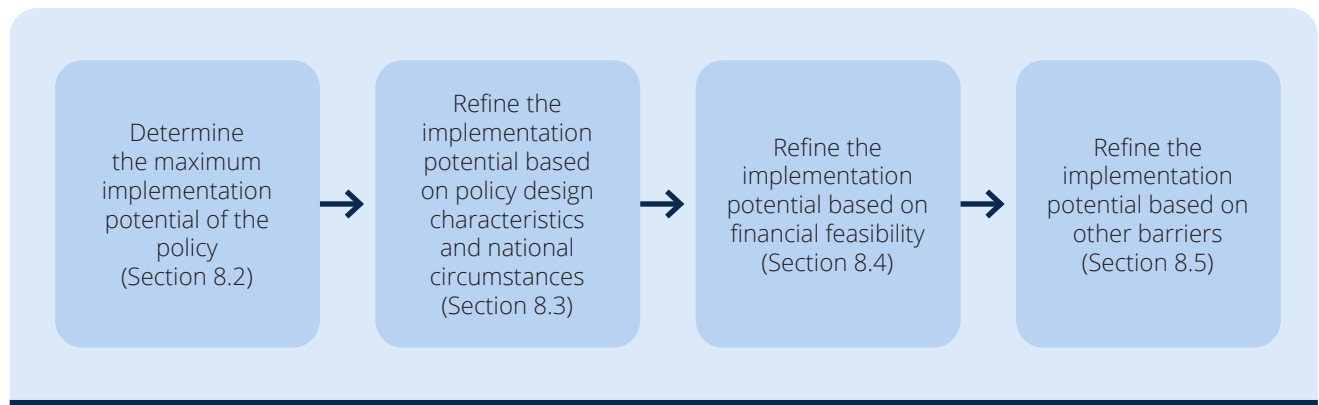 Determine
the maximum
implementation
potential of the
policy
(Section 8.2)
Refine the
implementation
potential based
on policy design
characteristics
and national
circumstances
(Section 8.3)
Refine the
implementation
potential based on
financial feasibility
(Section 8.4)
Refine the
implementation
potential based on
other barriers
(Section 8.5)